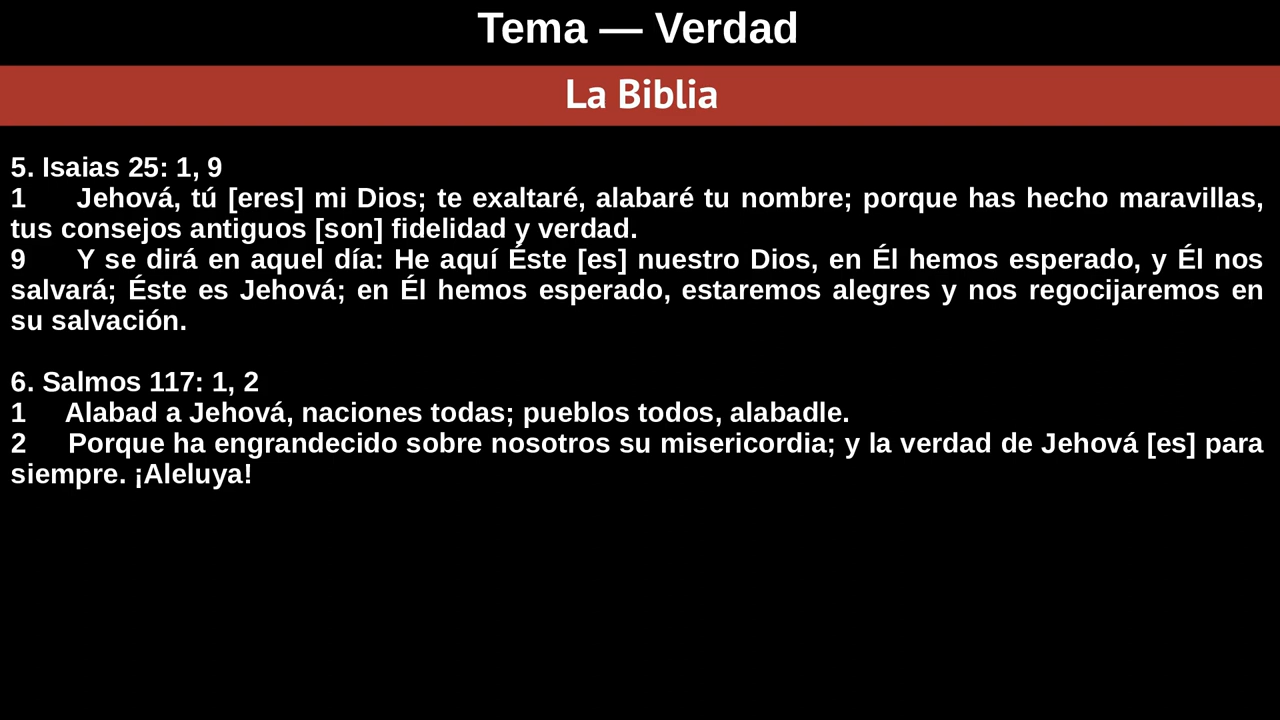 Tema — Verdad
La Biblia
5. Isaias 25: 1, 9
1 Jehová, tú [eres] mi Dios; te exaltaré, alabaré tu nombre; porque has hecho maravillas,
tus consejos antiguos [son] fidelidad y verdad.
9 Y se dirá en aquel día: He aquí Éste [es] nuestro Dios, en Él hemos esperado, y Él nos
salvará; Éste es Jehová; en Él hemos esperado, estaremos alegres y nos regocijaremos en
su salvación.
6. Salmos 117: 1, 2
1 Alabad a Jehová, naciones todas; pueblos todos, alabadle.
2 Porque ha engrandecido sobre nosotros su misericordia; y la verdad de Jehová [es] para
siempre. ¡Aleluya!